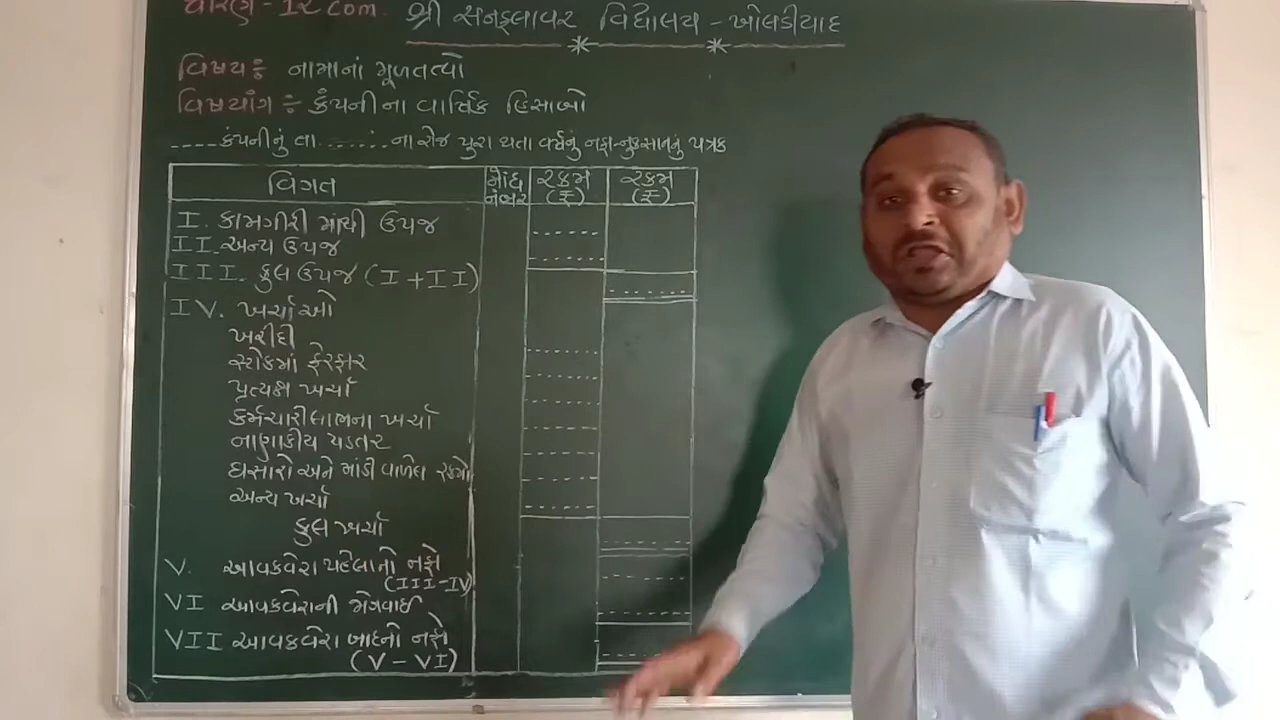 ધોરણ - 12 com. શ્રી સનફ્લાવર વિદ્યાલય - ખોલડીયાદ
વિષય : નામાનાં મૂળતત્વો
વિષયાંગ : કંપનીના વાર્ષિક હિસાબો
----કંપનીનું તા.......ના રોજ પુરા થતા વર્ષનું નફા-નુકસાનનું પત્રક
વિગત નોંધ નંબર રકમ (₹) રકમ (₹)
I. કામગીરી માંથી ઉપજ
II. અન્ય ઉપજ
III. કુલ ઉપજ (I + II)
IV. ખર્ચાઓ
ખરીદી
સ્ટોકમાં ફેરફાર
પ્રત્યક્ષ ખર્ચા
કર્મચારીલાભના ખર્ચા
નાણાકીય પડતર
ઘસારો અને માંડી વાળેલ રકમો
અન્ય ખર્ચા
કુલ ખર્ચા
V. આવકવેરા પહેલાનો નફો
(III-IV)
VI આવકવેરાની જોગવાઈ
VII આવકવેરા બાદનો નફો
(V - VI)